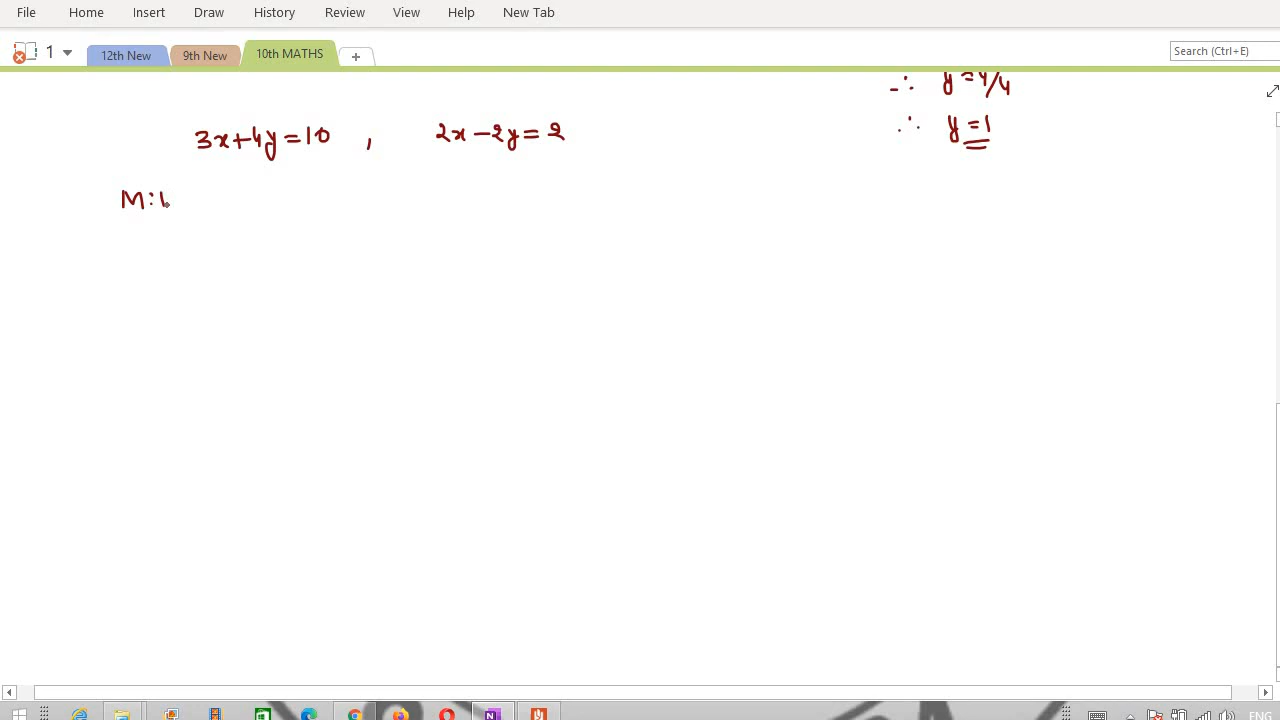 File Home Insert Draw History Review View Help New Tab
1 12th New 9th New 10th MATHS +
Search (Ctrl+E)
∴ y = 4/4
3x+4y=10 , 2x-2y=2
∴ y=1
M:1
ENG